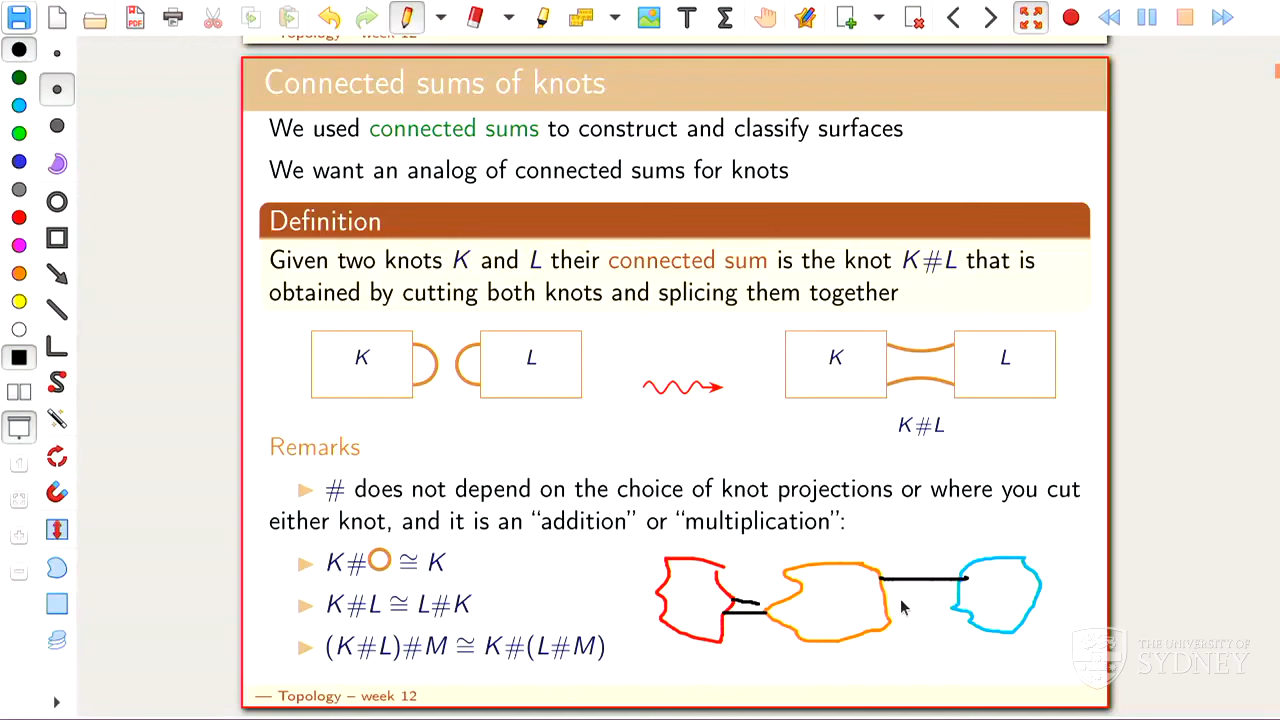 Topology – week 12
Connected sums of knots
We used connected sums to construct and classify surfaces
We want an analog of connected sums for knots
Definition
Given two knots K and L their connected sum is the knot K#L that is
obtained by cutting both knots and splicing them together
K L K L
K#L
Remarks
# does not depend on the choice of knot projections or where you cut
either knot, and it is an “addition” or “multiplication”:
K#○ ≅ K
K#L ≅ L#K
(K#L)#M ≅ K#(L#M)
— Topology – week 12
THE UNIVERSITY OF
SYDNEY